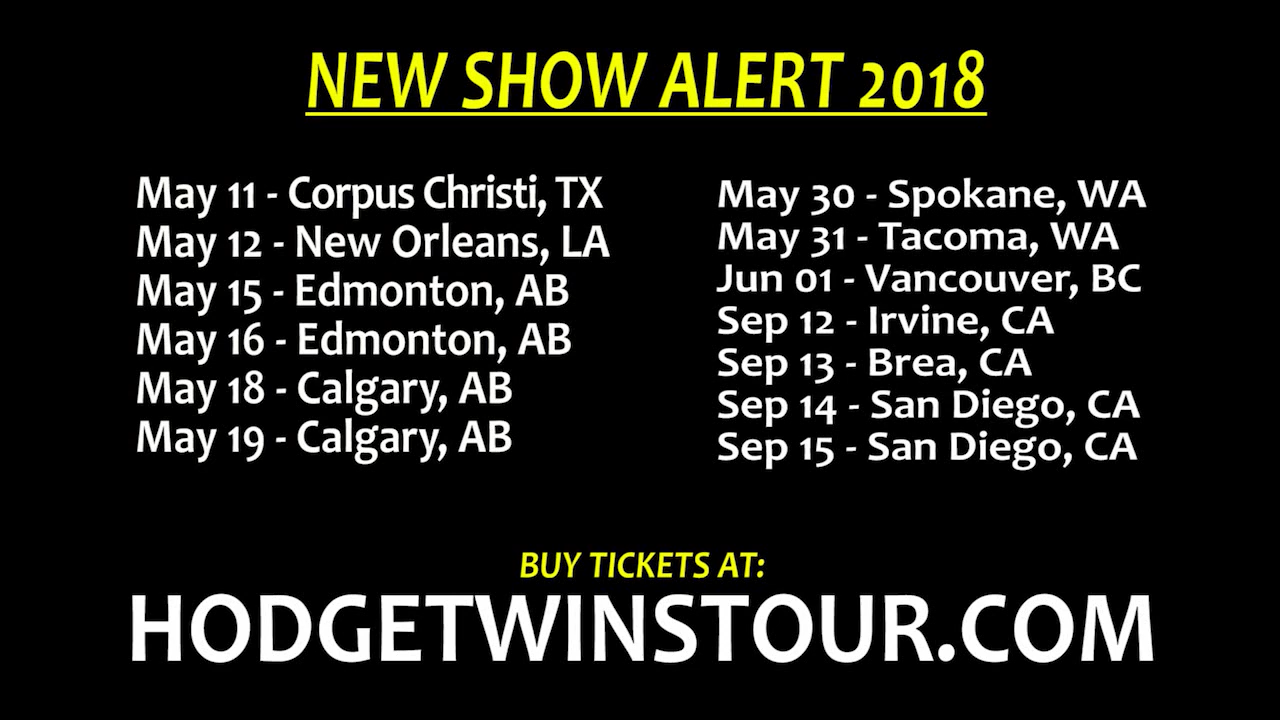 NEW SHOW ALERT 2018
May 11 - Corpus Christi, TX
May 12 - New Orleans, LA
May 15 - Edmonton, AB
May 16 - Edmonton, AB
May 18 - Calgary, AB
May 19 - Calgary, AB
May 30 - Spokane, WA
May 31 - Tacoma, WA
Jun 01 - Vancouver, BC
Sep 12 - Irvine, CA
Sep 13 - Brea, CA
Sep 14 - San Diego, CA
Sep 15 - San Diego, CA
BUY TICKETS AT:
HODGETWINSTOUR.COM